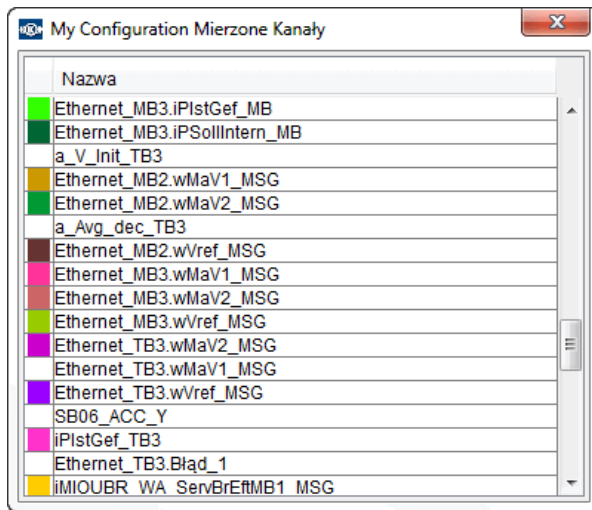 My Configuration Mierzone Kanały
Nazwa
Ethernet_MB3.iPIstGef_MB
Ethernet_MB3.iPSollIntern_MB
a_V_Init_TB3
Ethernet_MB2.wMaV1_MSG
Ethernet_MB2.wMaV2_MSG
a_Avg_dec_TB3
Ethernet_MB2.wVref_MSG
Ethernet_MB3.wMaV1_MSG
Ethernet_MB3.wMaV2_MSG
Ethernet_MB3.wVref_MSG
Ethernet_TB3.wMaV2_MSG
Ethernet_TB3.wMaV1_MSG
Ethernet_TB3.wVref_MSG
SB06_ACC_Y
iPIstGef_TB3
Ethernet_TB3.Błąd_1
iMIOUBR_WA_ServBrEftMB1_MSG